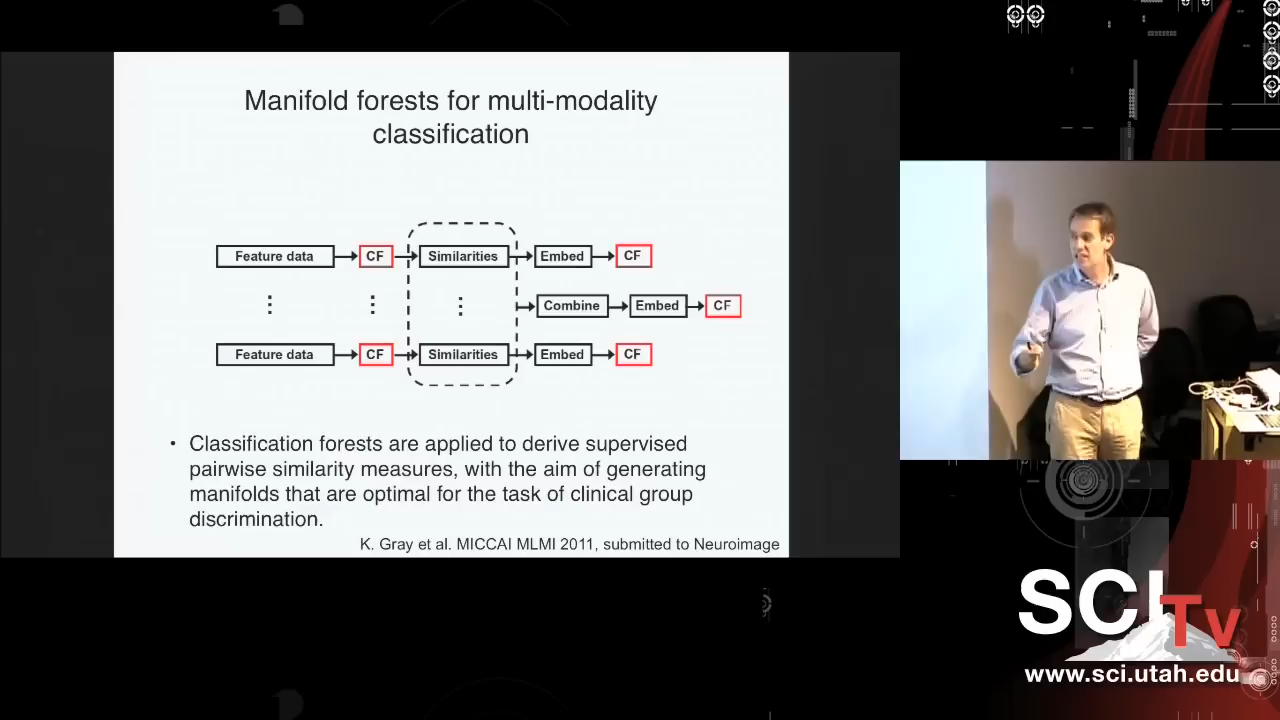 Manifold forests for multi-modality
classification
Feature data
CF
Similarities
Embed
CF
Combine
Embed
CF
Feature data
CF
Similarities
Embed
CF
• Classification forests are applied to derive supervised
pairwise similarity measures, with the aim of generating
manifolds that are optimal for the task of clinical group
discrimination.
K. Gray et al. MICCAI MLMI 2011, submitted to Neuroimage
SCI
Tv
www.sci.utah.edu